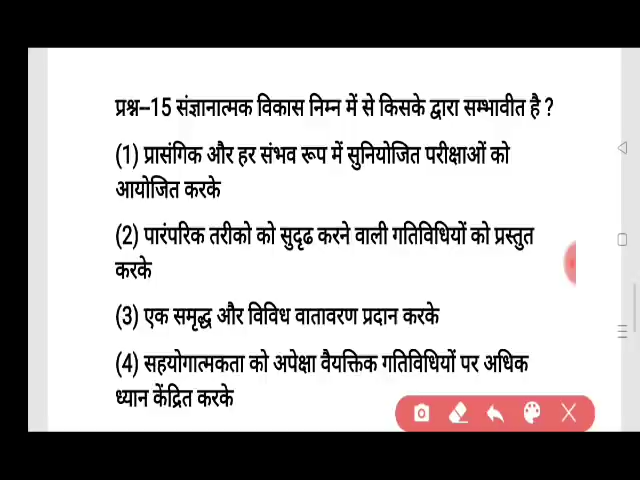 प्रश्न–15 संज्ञानात्मक विकास निम्न में से किसके द्वारा सम्भावीत है ?
(1) प्रासंगिक और हर संभव रूप में सुनियोजित परीक्षाओं को
आयोजित करके
(2) पारंपरिक तरीको को सुदृढ करने वाली गतिविधियों को प्रस्तुत
करके
(3) एक समृद्ध और विविध वातावरण प्रदान करके
(4) सहयोगात्मकता को अपेक्षा वैयक्तिक गतिविधियों पर अधिक
ध्यान केंद्रित करके